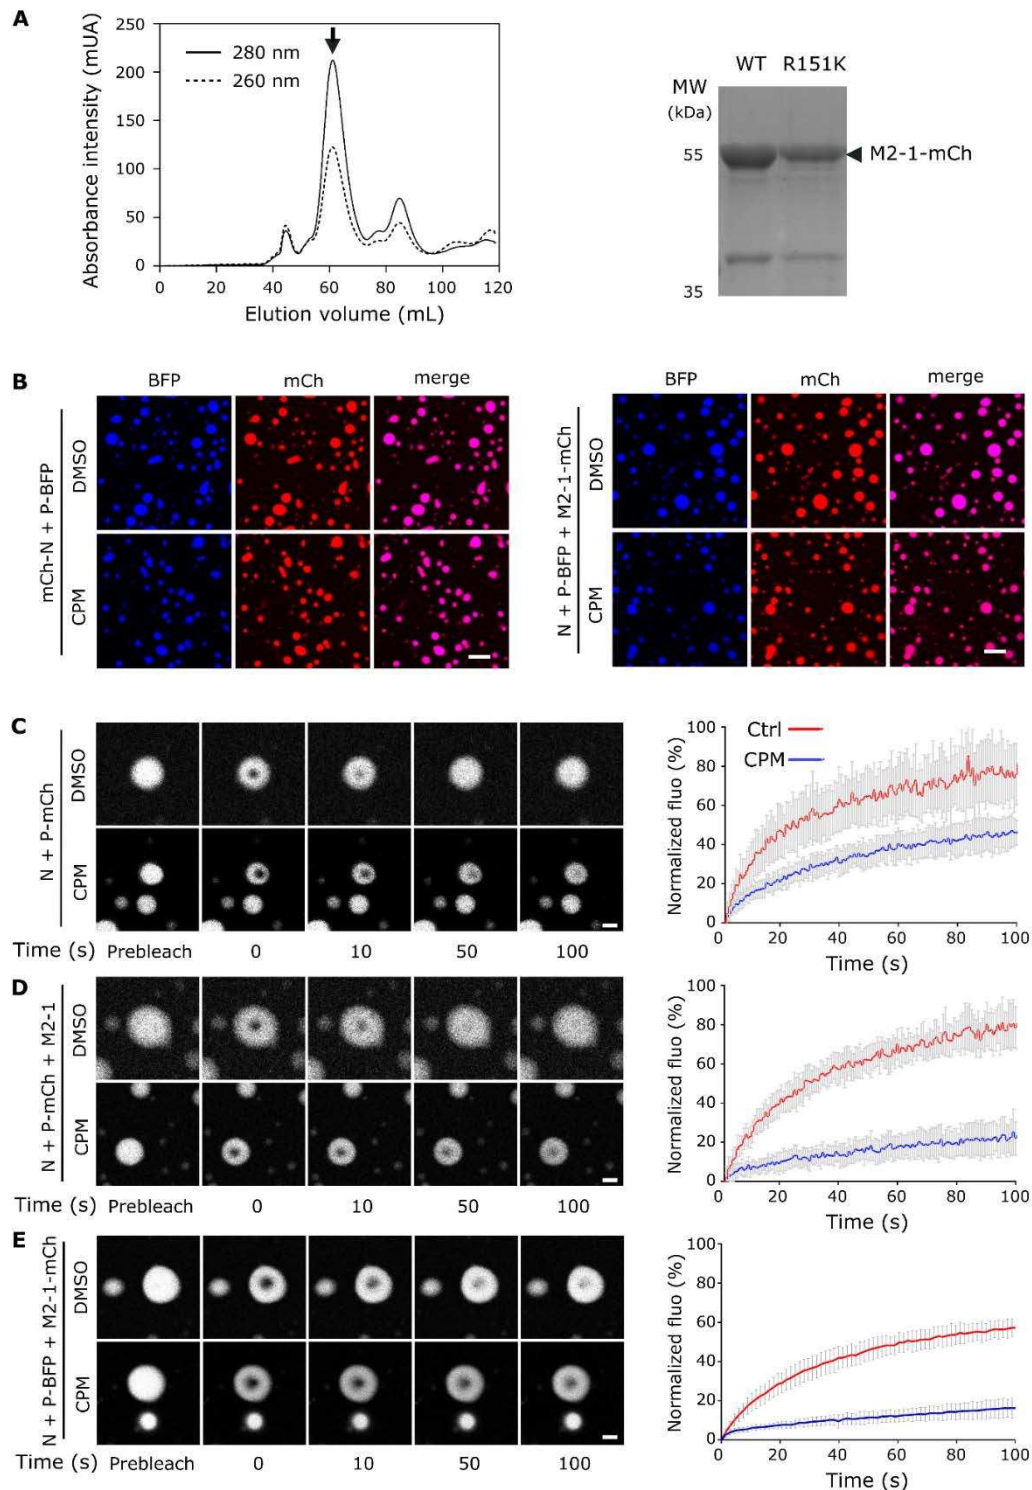 A
Absorbance intensity (mUA)
250
200
150
100
50
0
280 nm
260 nm
0 20 40 60 80 100 120
Elution volume (mL)
WT R151K
MW
(kDa)
55
M2-1-mCh
35
B
BFP mCh merge
mCh-N + P-BFP
DMSO
CPM
BFP mCh merge
N + P-BFP + M2-1-mCh
DMSO
CPM
C
N + P-mCh
DMSO
CPM
Time (s) Prebleach 0 10 50 100
Normalized fluo (%)
100
80
60
40
20
0
Ctrl
CPM
20 40 60 80 100
Time (s)
D
N + P-mCh + M2-1
DMSO
CPM
Time (s) Prebleach 0 10 50 100
Normalized fluo (%)
100
80
60
40
20
0
20 40 60 80 100
Time (s)
E
N + P-BFP + M2-1-mCh
DMSO
CPM
Time (s) Prebleach 0 10 50 100
Normalized fluo (%)
100
80
60
40
20
0
20 40 60 80 100
Time (s)